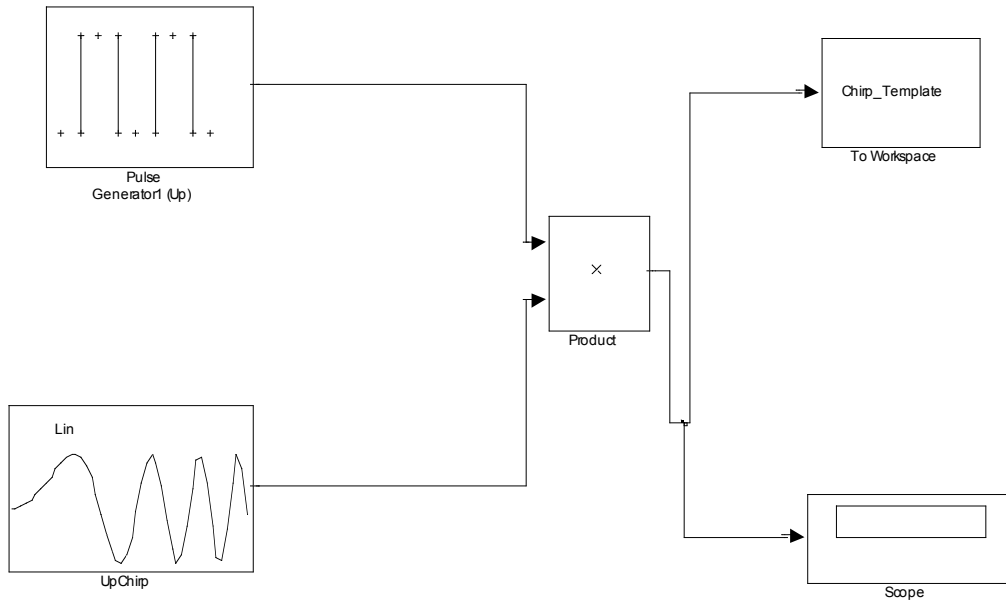 Pulse
Generator1 (Up)
Chirp_Template
To Workspace
×
Product
Lin
UpChirp
Scope